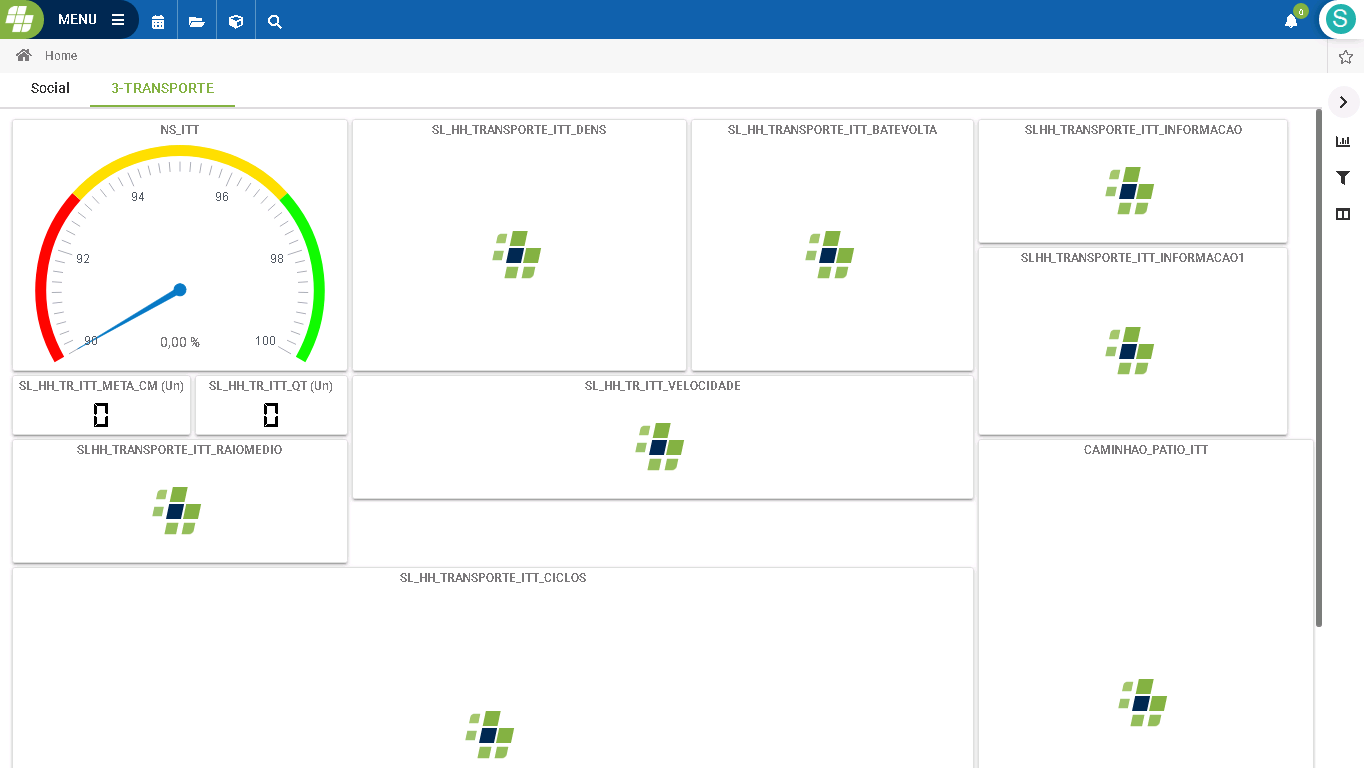 MENU
0
S
Home
Social
3-TRANSPORTE
NS_ITT
90
92
94
96
98
100
0,00 %
SL_HH_TRANSPORTE_ITT_DENS
SL_HH_TRANSPORTE_ITT_BATEVOLTA
SLHH_TRANSPORTE_ITT_INFORMACAO
SLHH_TRANSPORTE_ITT_INFORMACAO1
SL_HH_TR_ITT_META_CM (Un)
0
SL_HH_TR_ITT_QT (Un)
0
SL_HH_TR_ITT_VELOCIDADE
SLHH_TRANSPORTE_ITT_RAIOMEDIO
CAMINHAO_PATIO_ITT
SL_HH_TRANSPORTE_ITT_CICLOS